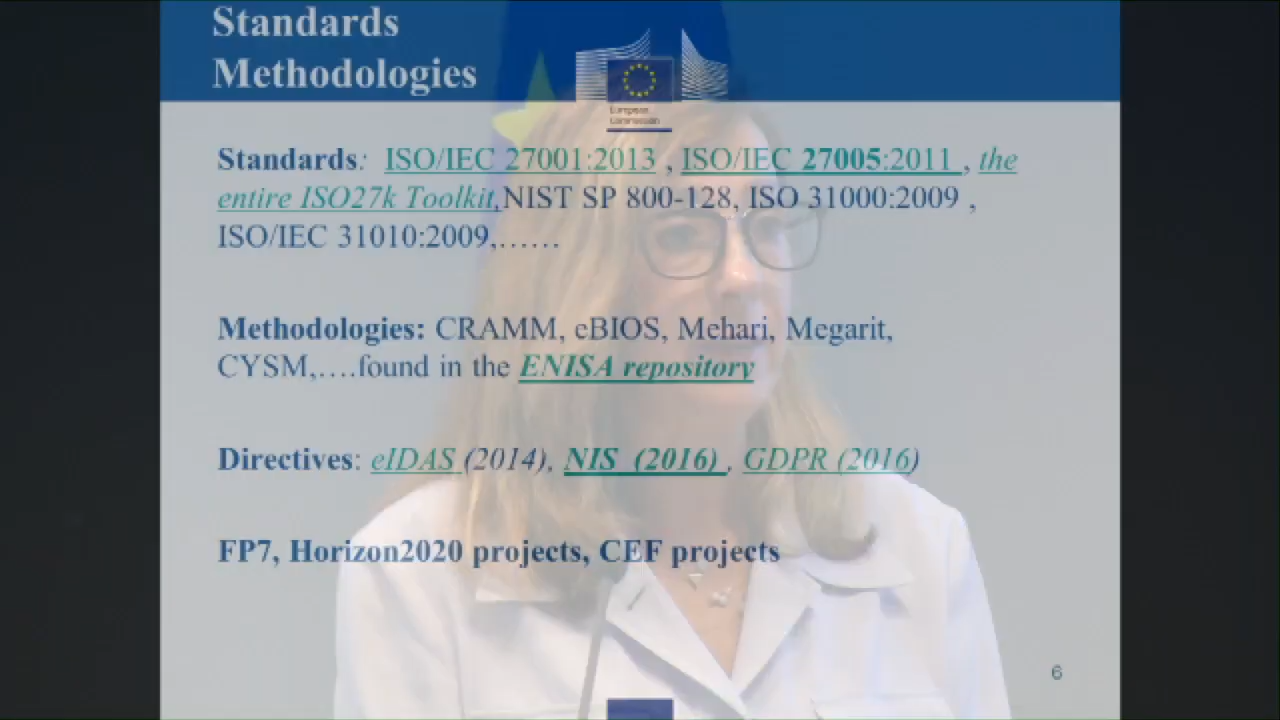 Standards
Methodologies
European
Commission
Standards: ISO/IEC 27001:2013 , ISO/IEC 27005:2011 , the
entire ISO27k Toolkit,NIST SP 800-128, ISO 31000:2009 ,
ISO/IEC 31010:2009,……
Methodologies: CRAMM, eBIOS, Mehari, Megarit,
CYSM,….found in the ENISA repository
Directives: eIDAS (2014), NIS (2016) , GDPR (2016)
FP7, Horizon2020 projects, CEF projects
6